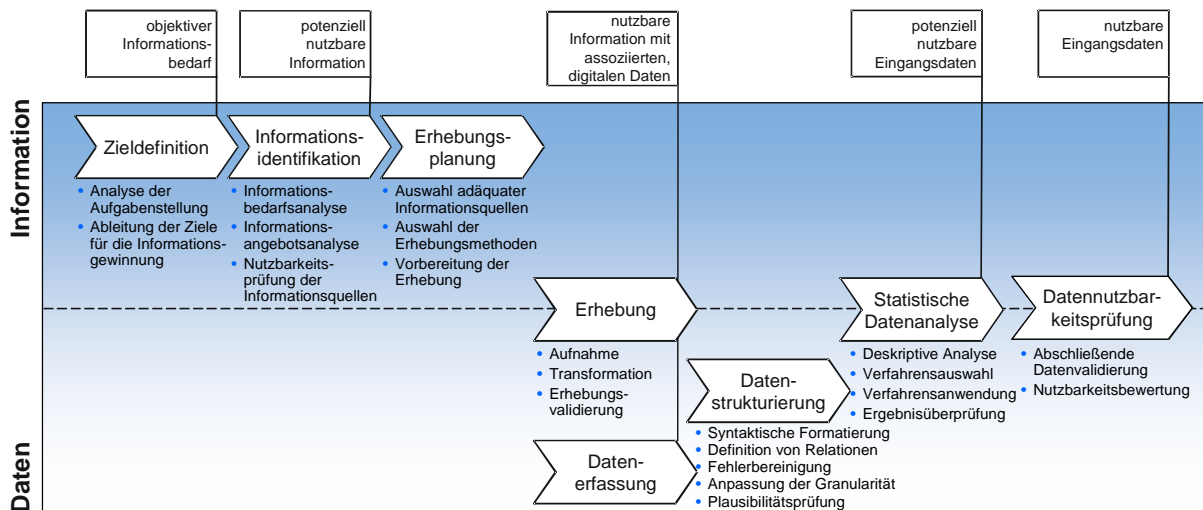 objektiver
Informations-
bedarf
potenziell
nutzbare
Information
nutzbare
Information mit
assoziierten,
digitalen Daten
potenziell
nutzbare
Eingangsdaten
nutzbare
Eingangsdaten
Information
Daten
Zieldefinition
• Analyse der
Aufgabenstellung
• Ableitung der Ziele
für die Informations-
gewinnung
Informations-
identifikation
• Informations-
bedarfsanalyse
• Informations-
angebotsanalyse
• Nutzbarkeits-
prüfung der
Informationsquellen
Erhebungs-
planung
• Auswahl adäquater
Informationsquellen
• Auswahl der
Erhebungsmethoden
• Vorbereitung der
Erhebung
Erhebung
• Aufnahme
• Transformation
• Erhebungs-
validierung
Daten-
erfassung
Daten-
strukturierung
• Syntaktische Formatierung
• Definition von Relationen
• Fehlerbereinigung
• Anpassung der Granularität
• Plausibilitätsprüfung
Statistische
Datenanalyse
• Deskriptive Analyse
• Verfahrensauswahl
• Verfahrensanwendung
• Ergebnisüberprüfung
Datennutzbar-
keitsprüfung
• Abschließende
Datenvalidierung
• Nutzbarkeitsbewertung